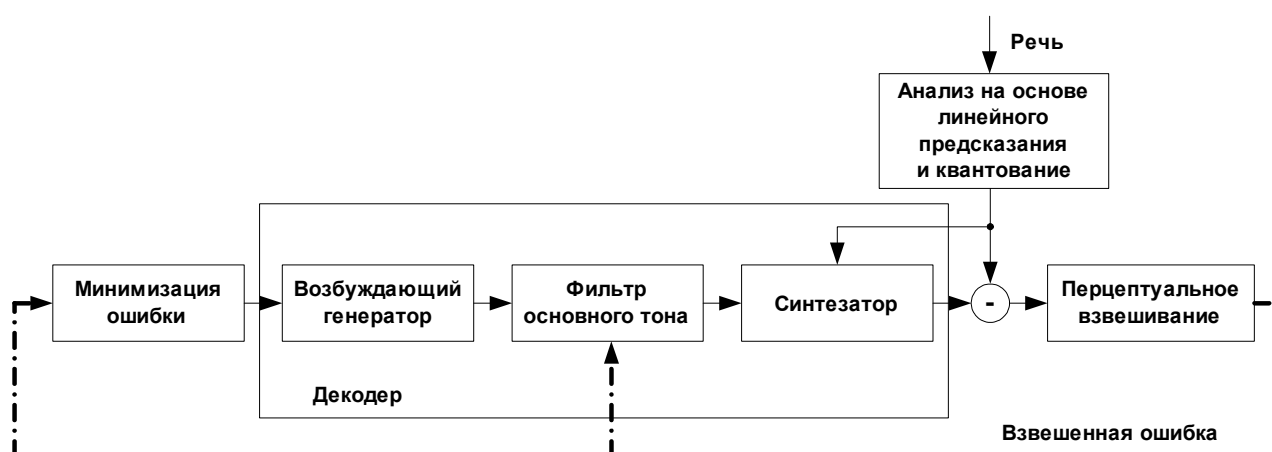 Речь
Анализ на основе
линейного
предсказания
и квантование
Минимизация
ошибки
Возбуждающий
генератор
Фильтр
основного тона
Синтезатор
-
Перцептуальное
взвешивание
Декодер
Взвешенная ошибка